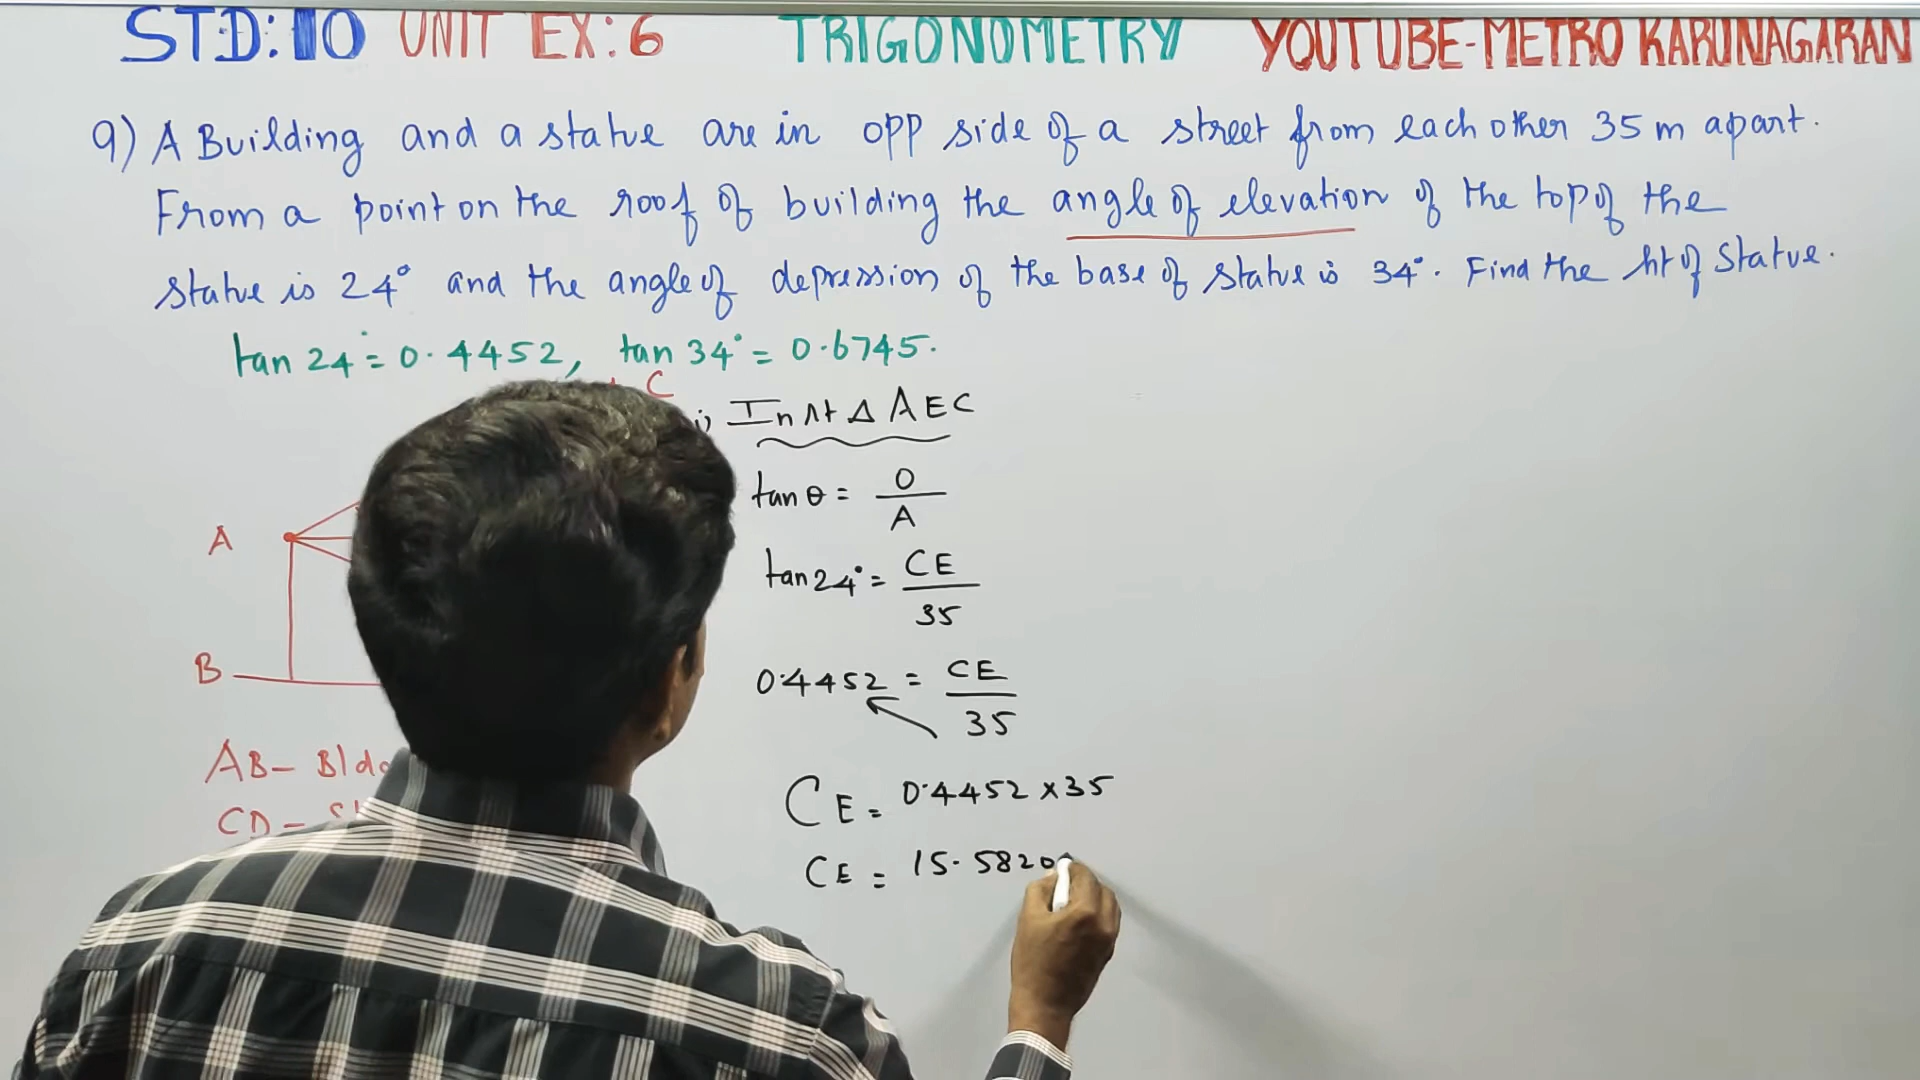 STD: 10 UNIT EX: 6 TRIGONOMETRY YOUTUBE-METRO KARUNAGARAN
9) A Building and a statue are in opp side of a street from each other 35 m apart.
From a point on the roof of building the angle of elevation of the top of the
statue is 24° and the angle of depression of the base of statue is 34°. Find the ht of Statue.
tan 24° = 0.4452, tan 34° = 0.6745.
C
i) In rt Δ AEC
tan θ = O/A
A
tan 24° = CE/35
B
0.4452 = CE/35
AB - Bldg
CE = 0.4452 × 35
CD -
CE = 15.5820